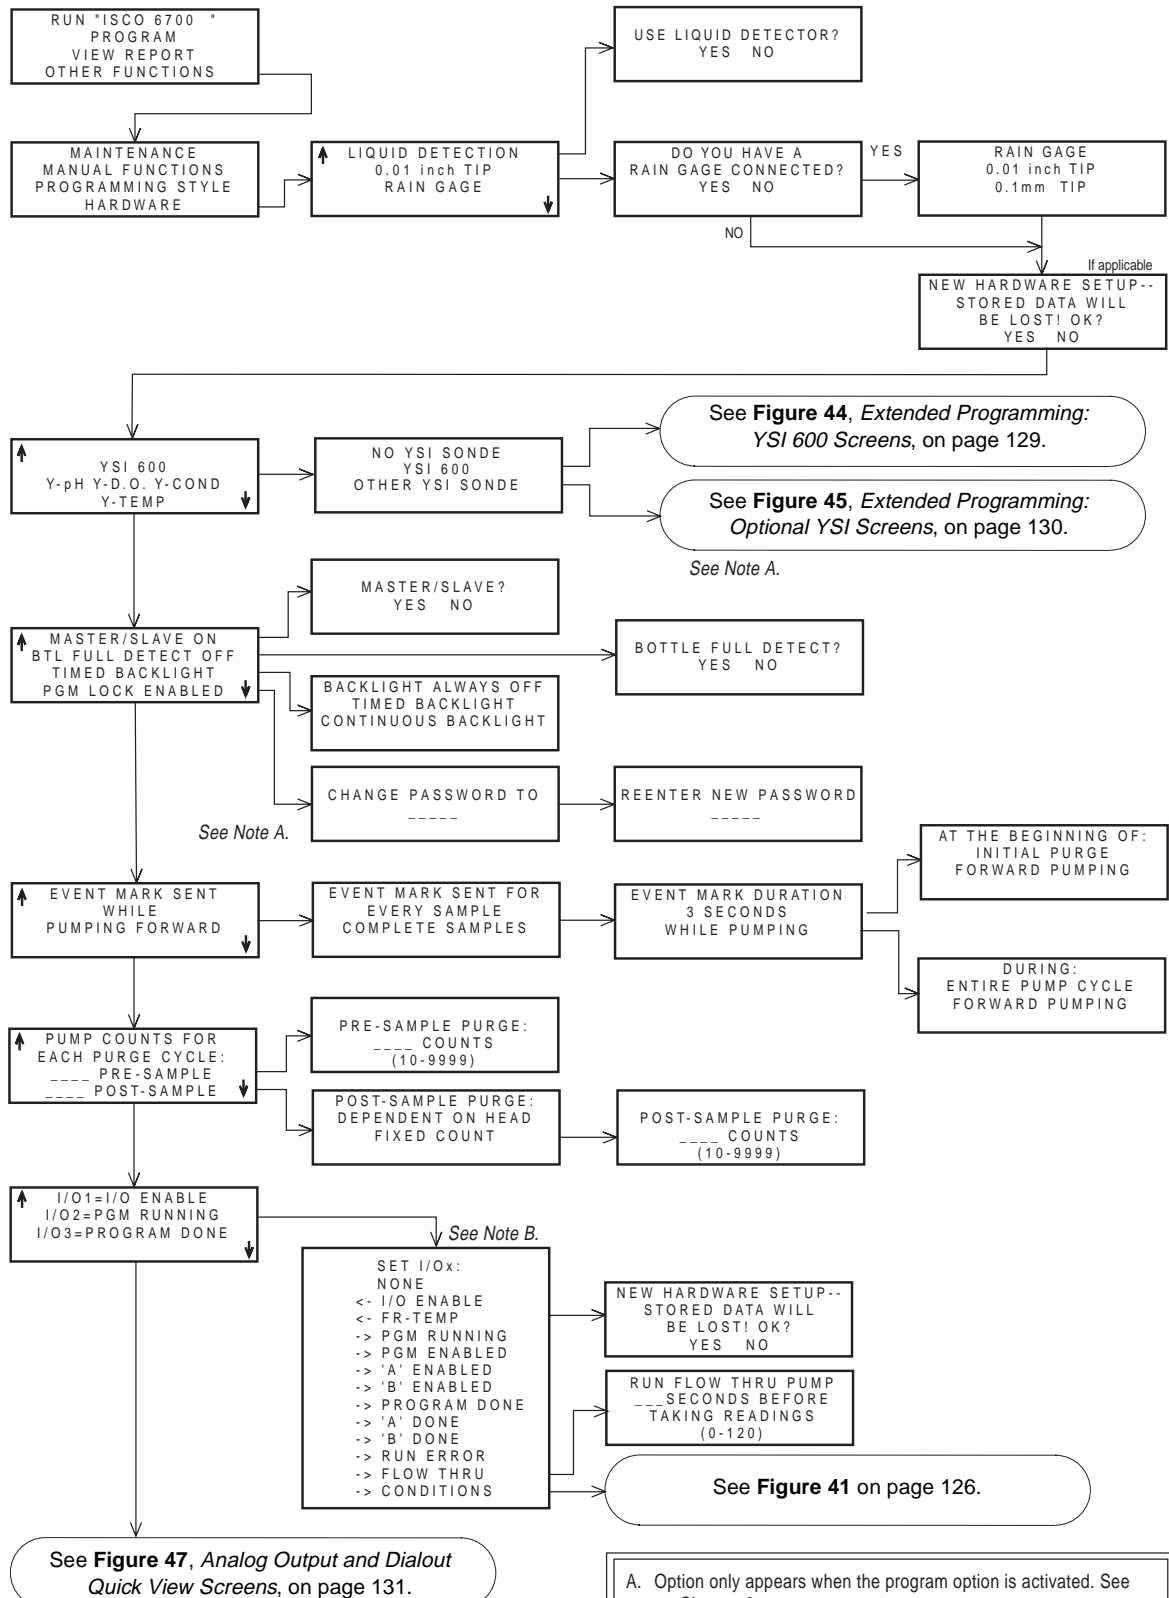 RUN "ISCO 6700 "
PROGRAM
VIEW REPORT
OTHER FUNCTIONS
USE LIQUID DETECTOR?
YES NO
MAINTENANCE
MANUAL FUNCTIONS
PROGRAMMING STYLE
HARDWARE
LIQUID DETECTION
0.01 inch TIP
RAIN GAGE
DO YOU HAVE A
RAIN GAGE CONNECTED?
YES NO
YES
RAIN GAGE
0.01 inch TIP
0.1mm TIP
NO
If applicable
NEW HARDWARE SETUP--
STORED DATA WILL
BE LOST! OK?
YES NO
YSI 600
Y-pH Y-D.O. Y-COND
Y-TEMP
NO YSI SONDE
YSI 600
OTHER YSI SONDE
See Figure 44, Extended Programming:
YSI 600 Screens, on page 129.
See Figure 45, Extended Programming:
Optional YSI Screens, on page 130.
See Note A.
MASTER/SLAVE?
YES NO
MASTER/SLAVE ON
BTL FULL DETECT OFF
TIMED BACKLIGHT
PGM LOCK ENABLED
BOTTLE FULL DETECT?
YES NO
BACKLIGHT ALWAYS OFF
TIMED BACKLIGHT
CONTINUOUS BACKLIGHT
CHANGE PASSWORD TO
_____
REENTER NEW PASSWORD
_____
See Note A.
EVENT MARK SENT
WHILE
PUMPING FORWARD
EVENT MARK SENT FOR
EVERY SAMPLE
COMPLETE SAMPLES
EVENT MARK DURATION
3 SECONDS
WHILE PUMPING
AT THE BEGINNING OF:
INITIAL PURGE
FORWARD PUMPING
DURING:
ENTIRE PUMP CYCLE
FORWARD PUMPING
PUMP COUNTS FOR
EACH PURGE CYCLE:
____ PRE-SAMPLE
____ POST-SAMPLE
PRE-SAMPLE PURGE:
____ COUNTS
(10-9999)
POST-SAMPLE PURGE:
DEPENDENT ON HEAD
FIXED COUNT
POST-SAMPLE PURGE:
____ COUNTS
(10-9999)
I/O1=I/O ENABLE
I/O2=PGM RUNNING
I/O3=PROGRAM DONE
See Note B.
SET I/Ox:
NONE
<- I/O ENABLE
<- FR-TEMP
-> PGM RUNNING
-> PGM ENABLED
-> 'A' ENABLED
-> 'B' ENABLED
-> PROGRAM DONE
-> 'A' DONE
-> 'B' DONE
-> RUN ERROR
-> FLOW THRU
-> CONDITIONS
NEW HARDWARE SETUP--
STORED DATA WILL
BE LOST! OK?
YES NO
RUN FLOW THRU PUMP
___SECONDS BEFORE
TAKING READINGS
(0-120)
See Figure 41 on page 126.
See Figure 47, Analog Output and Dialout
Quick View Screens, on page 131.
A. Option only appears when the program option is activated. See